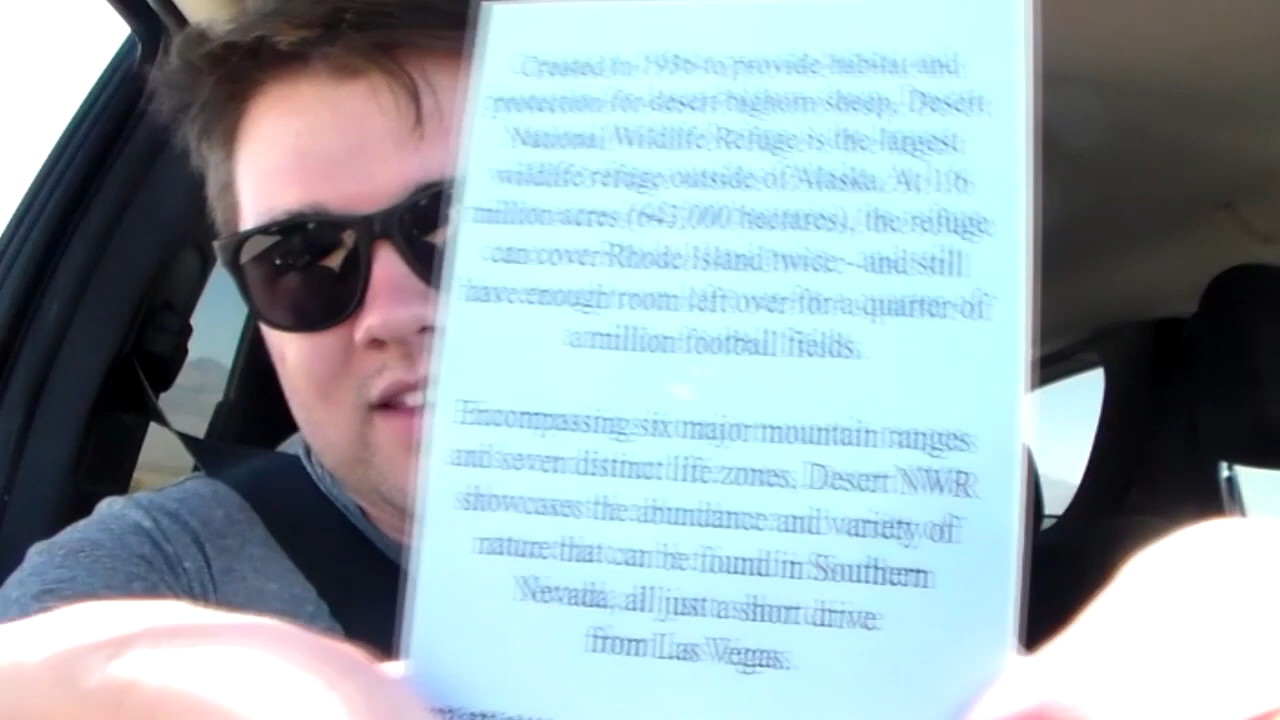 Created in 1936 to provide habitat and
protection for desert bighorn sheep, Desert
National Wildlife Refuge is the largest
wildlife refuge outside of Alaska. At 1.6
million acres (643,000 hectares), the refuge
can cover Rhode Island twice--and still
have enough room left over for a quarter of
a million football fields.
Encompassing six major mountain ranges
and seven distinct life zones, Desert NWR
showcases the abundance and variety of
nature that can be found in Southern
Nevada, all just a short drive
from Las Vegas.